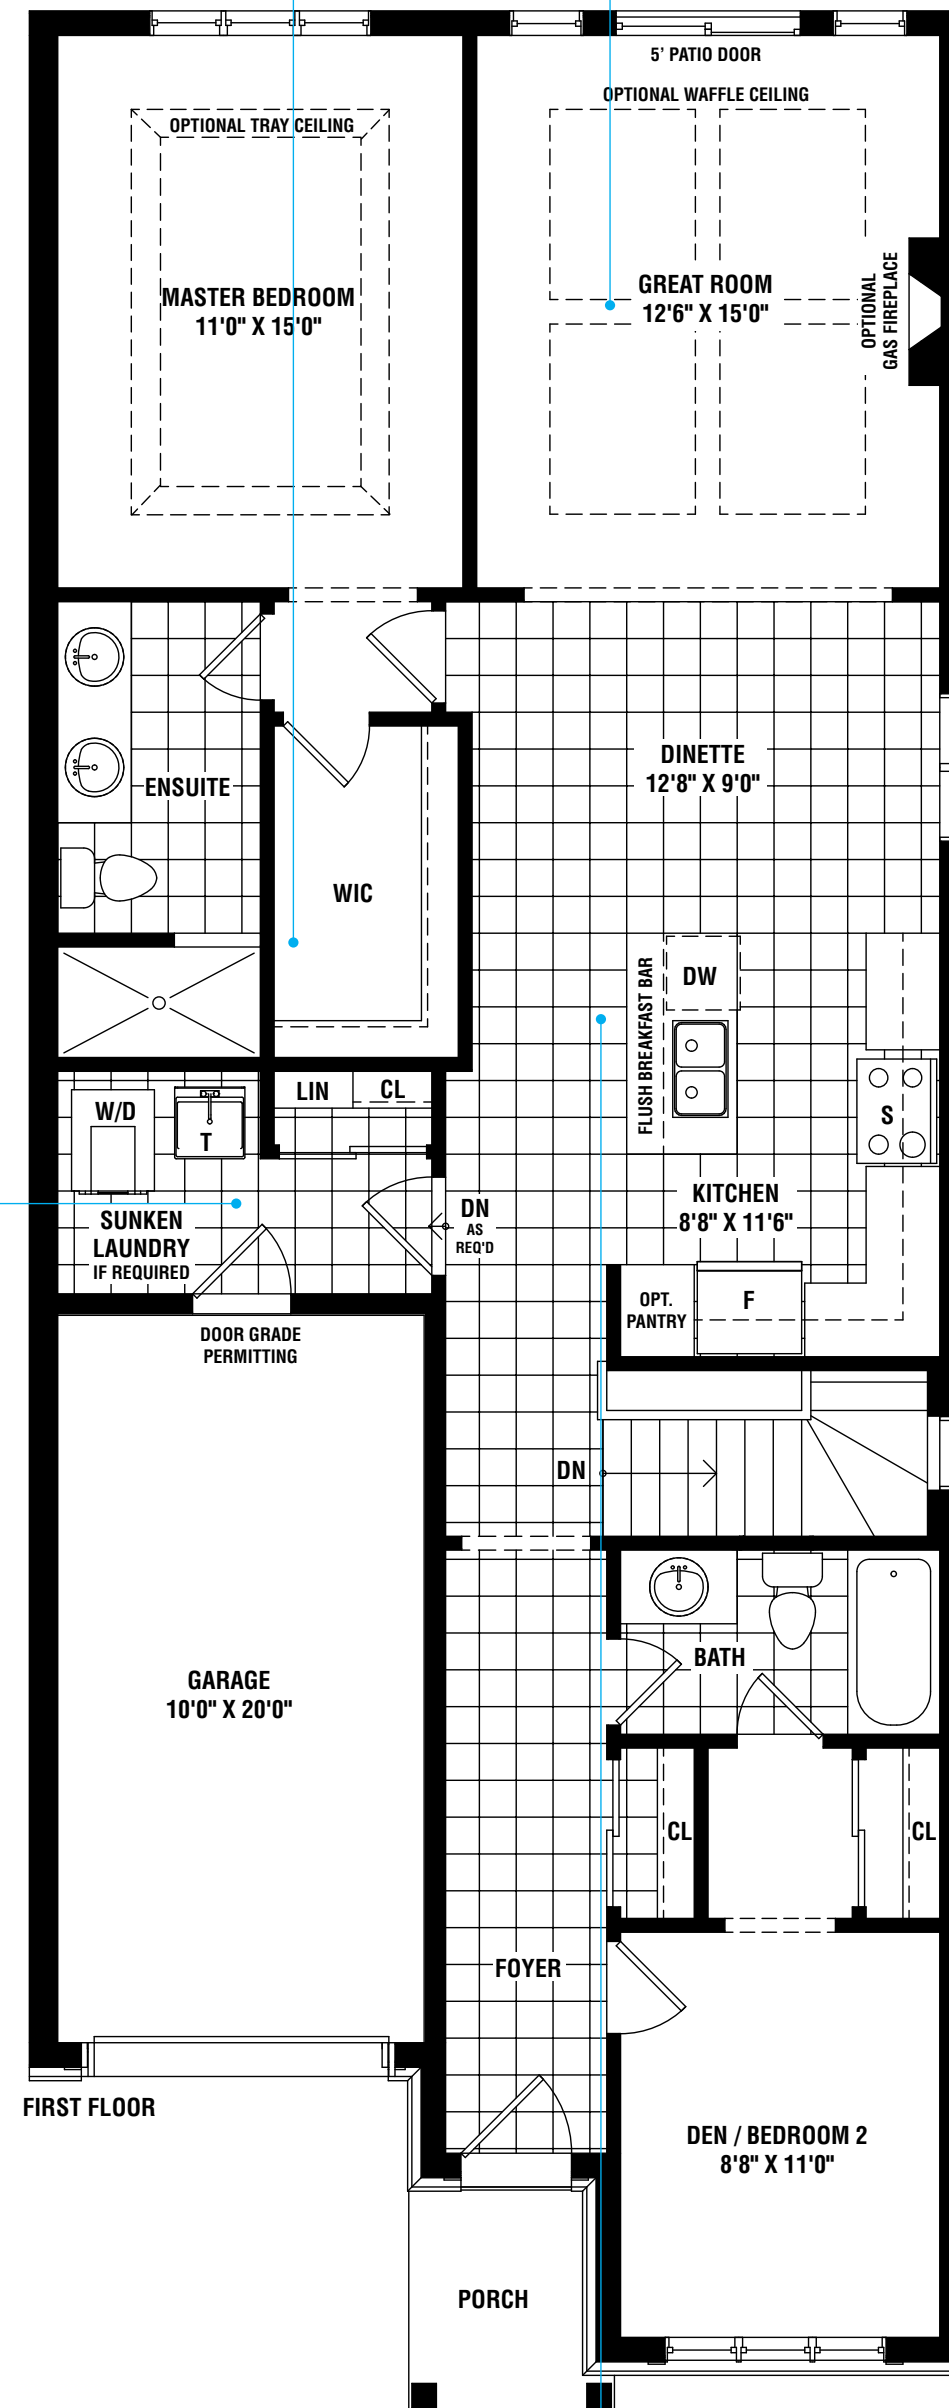 5' PATIO DOOR
OPTIONAL WAFFLE CEILING
OPTIONAL TRAY CEILING
MASTER BEDROOM
11'0" X 15'0"
GREAT ROOM
12'6" X 15'0"
OPTIONAL
GAS FIREPLACE
DINETTE
12'8" X 9'0"
ENSUITE
WIC
FLUSH BREAKFAST BAR
DW
LIN
CL
W/D
T
S
SUNKEN
LAUNDRY
IF REQUIRED
DN
AS
REQ'D
KITCHEN
8'8" X 11'6"
OPT.
PANTRY
F
DOOR GRADE
PERMITTING
DN
GARAGE
10'0" X 20'0"
BATH
CL
CL
FOYER
FIRST FLOOR
DEN / BEDROOM 2
8'8" X 11'0"
PORCH